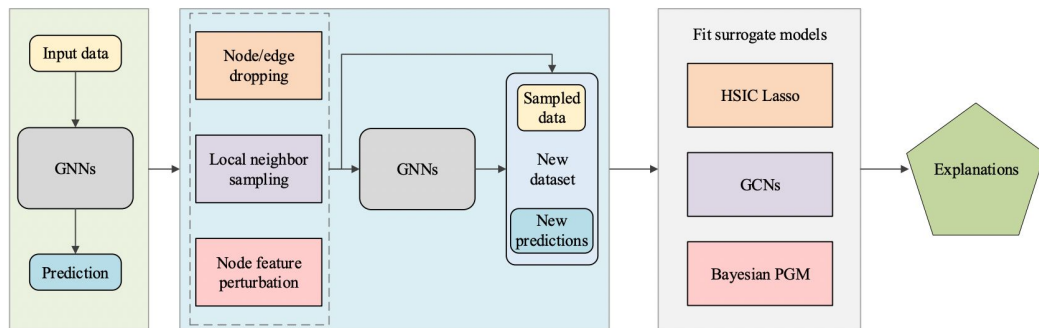 Input data
GNNs
Prediction
Node/edge
dropping
Local neighbor
sampling
Node feature
perturbation
GNNs
Sampled
data
New
dataset
New
predictions
Fit surrogate models
HSIC Lasso
GCNs
Bayesian PGM
Explanations